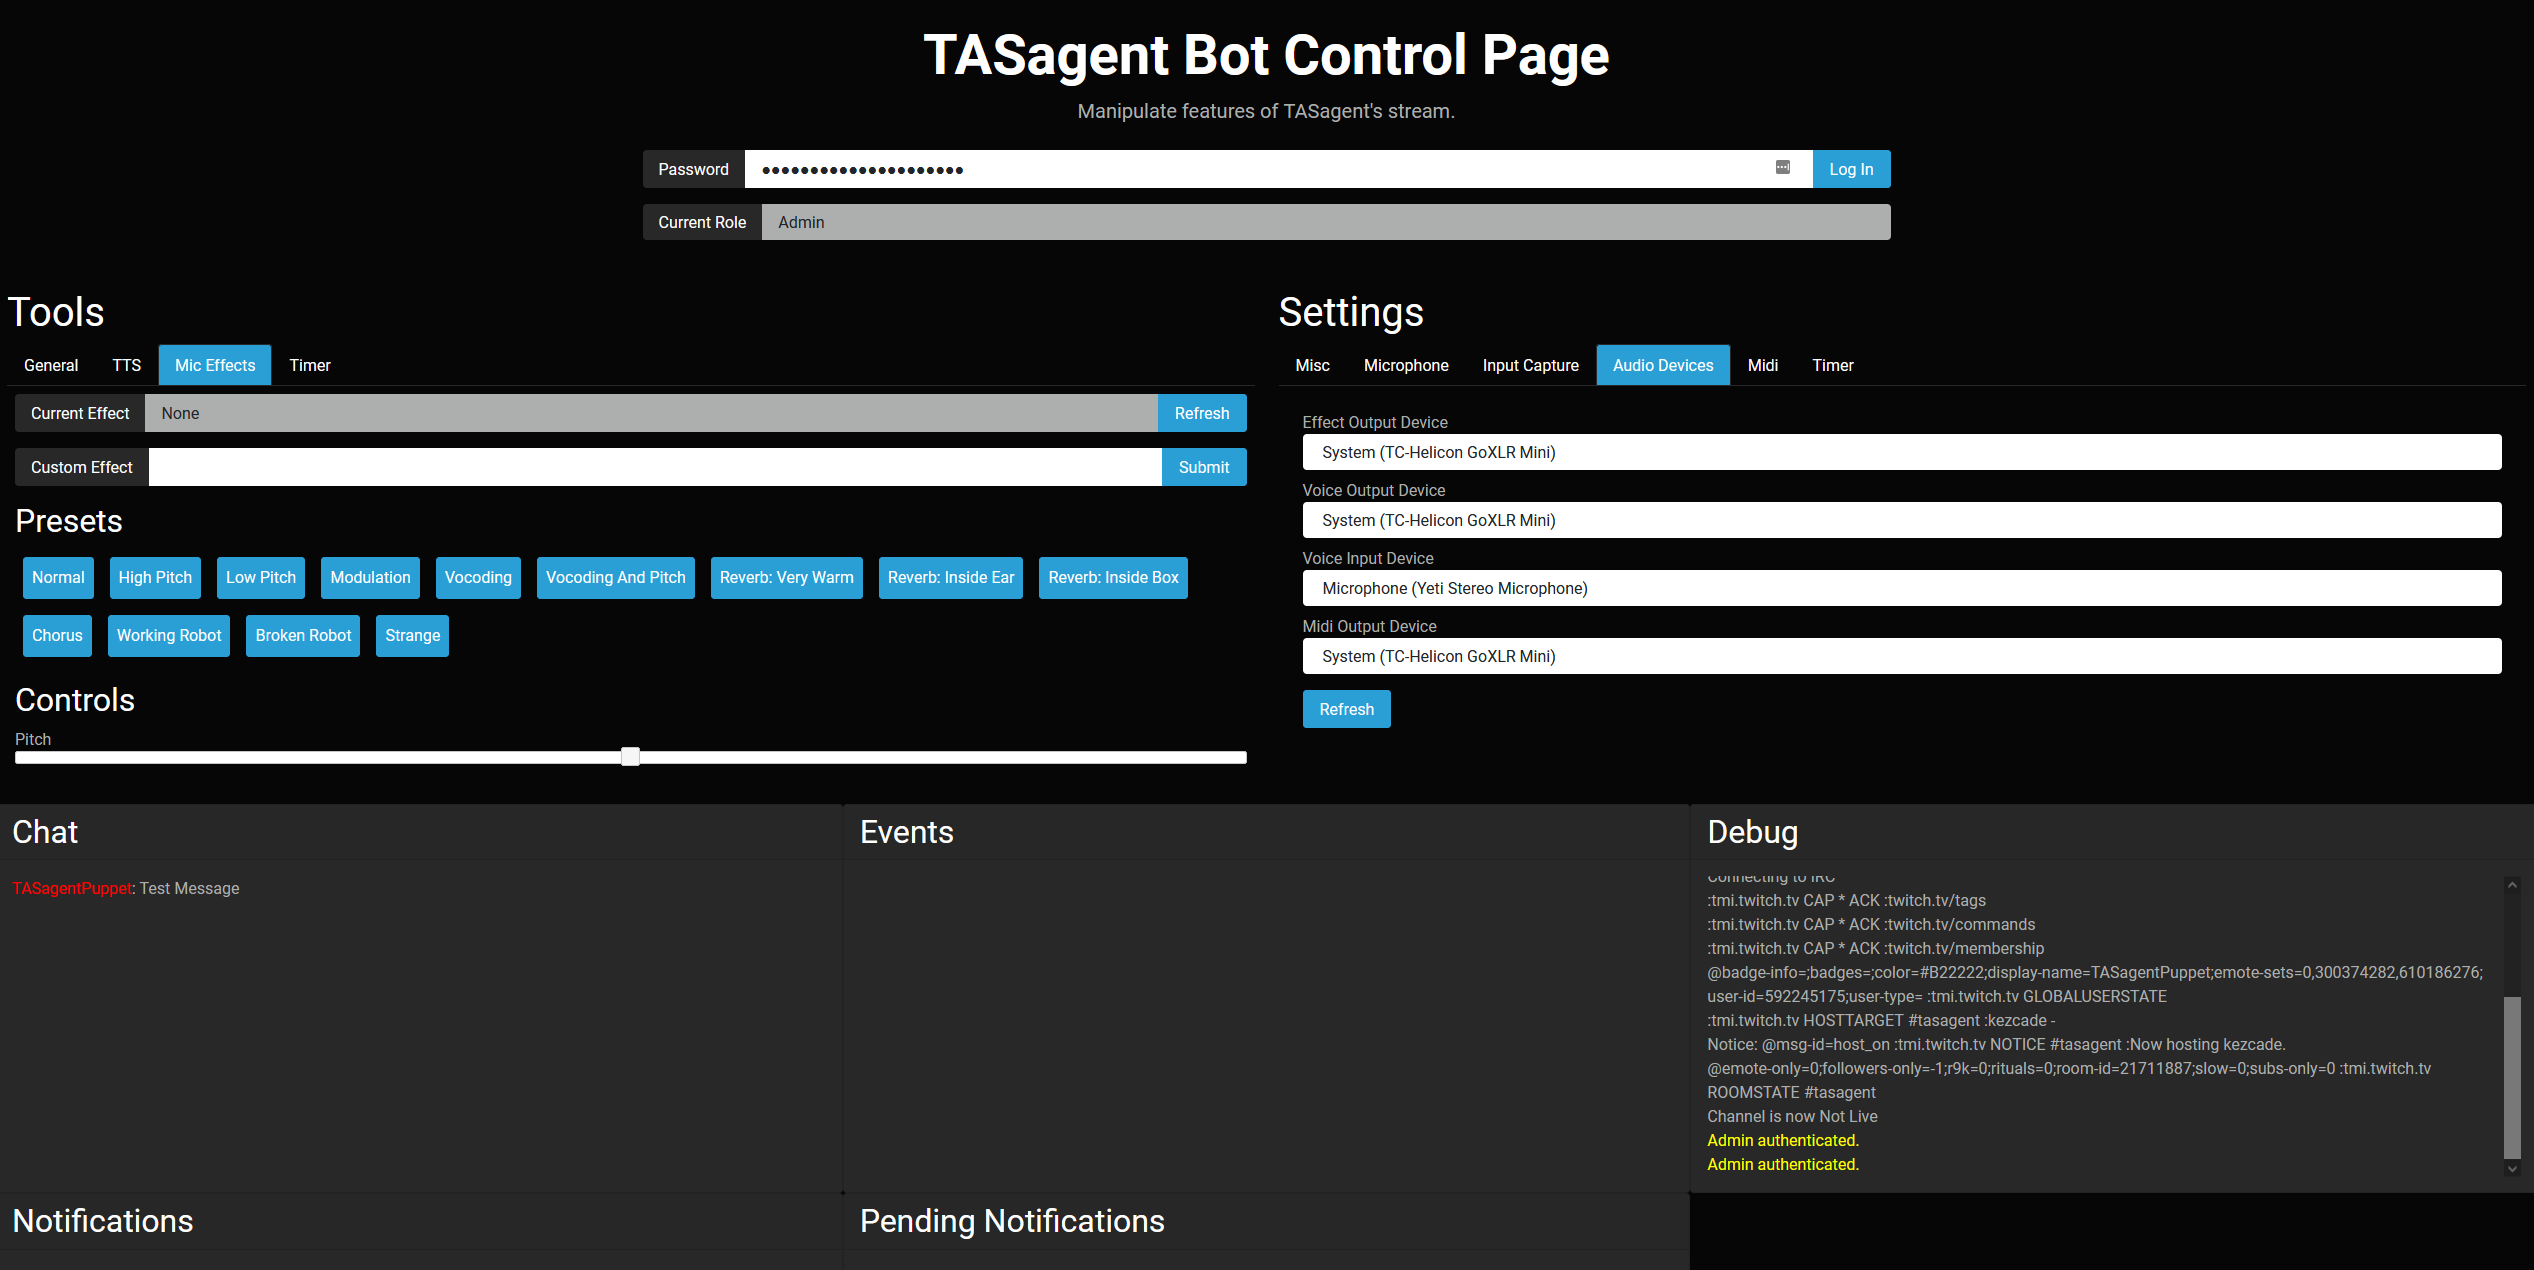 TASagent Bot Control Page
Manipulate features of TASagent's stream.
Password ●●●●●●●●●●●●●●●●●●●●● Log In
Current Role Admin
Tools
General TTS Mic Effects Timer
Current Effect None Refresh
Custom Effect Submit
Presets
Normal High Pitch Low Pitch Modulation Vocoding Vocoding And Pitch Reverb: Very Warm Reverb: Inside Ear Reverb: Inside Box
Chorus Working Robot Broken Robot Strange
Controls
Pitch
Settings
Misc Microphone Input Capture Audio Devices Midi Timer
Effect Output Device
System (TC-Helicon GoXLR Mini)
Voice Output Device
System (TC-Helicon GoXLR Mini)
Voice Input Device
Microphone (Yeti Stereo Microphone)
Midi Output Device
System (TC-Helicon GoXLR Mini)
Refresh
Chat
TASagentPuppet: Test Message
Events
Debug
Connecting to IRC
:tmi.twitch.tv CAP * ACK :twitch.tv/tags
:tmi.twitch.tv CAP * ACK :twitch.tv/commands
:tmi.twitch.tv CAP * ACK :twitch.tv/membership
@badge-info=;badges=;color=#B22222;display-name=TASagentPuppet;emote-sets=0,300374282,610186276;
user-id=592245175;user-type= :tmi.twitch.tv GLOBALUSERSTATE
:tmi.twitch.tv HOSTTARGET #tasagent :kezcade -
Notice: @msg-id=host_on :tmi.twitch.tv NOTICE #tasagent :Now hosting kezcade.
@emote-only=0;followers-only=-1;r9k=0;rituals=0;room-id=21711887;slow=0;subs-only=0 :tmi.twitch.tv
ROOMSTATE #tasagent
Channel is now Not Live
Admin authenticated.
Admin authenticated.
Notifications
Pending Notifications